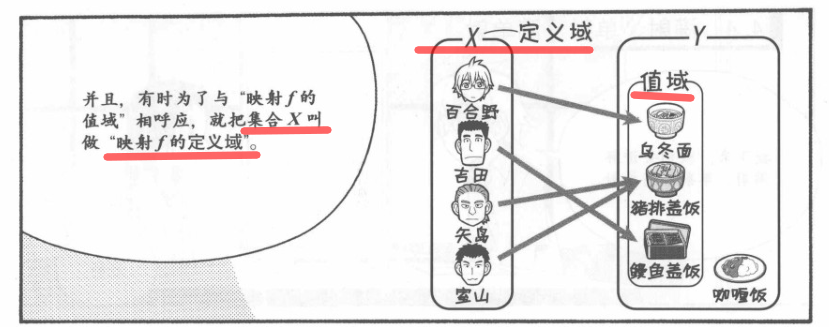 并且，有时为了与“映射f的
值域”相呼应，就把集合X叫
做“映射f的定义域”。
X 定义域
百合野
吉田
矢岛
室山
Y
值域
乌冬面
猪排盖饭
鳗鱼盖饭
咖喱饭